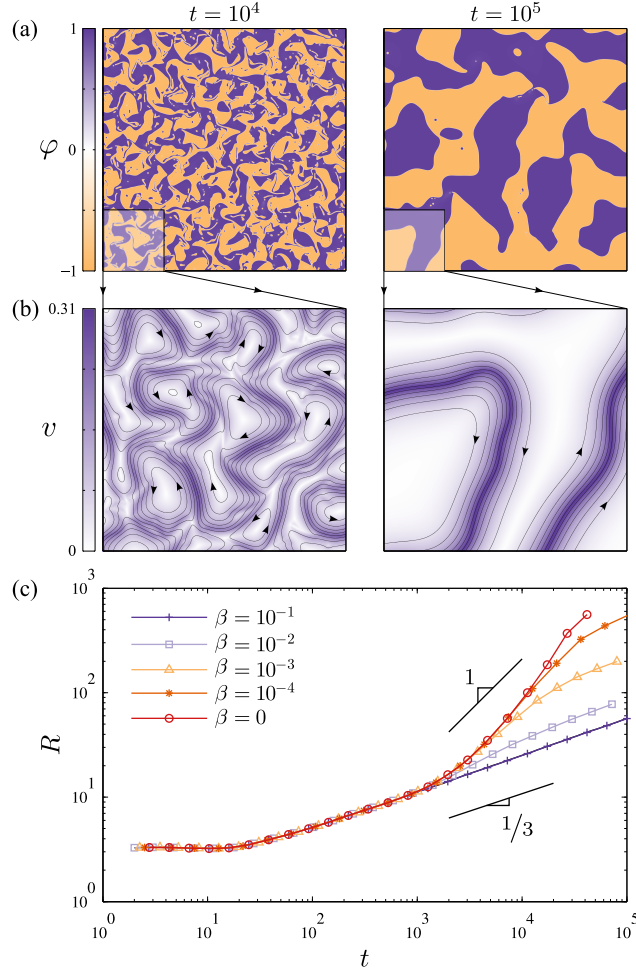 t = 10^4
t = 10^5
(a)
1
φ
0
−1
(b)
0.31
v
0
(c)
10^3
β = 10^−1
β = 10^−2
β = 10^−3
β = 10^−4
β = 0
1
10^2
R
10^1
1/3
10^0
10^0
10^1
10^2
10^3
10^4
10^5
t